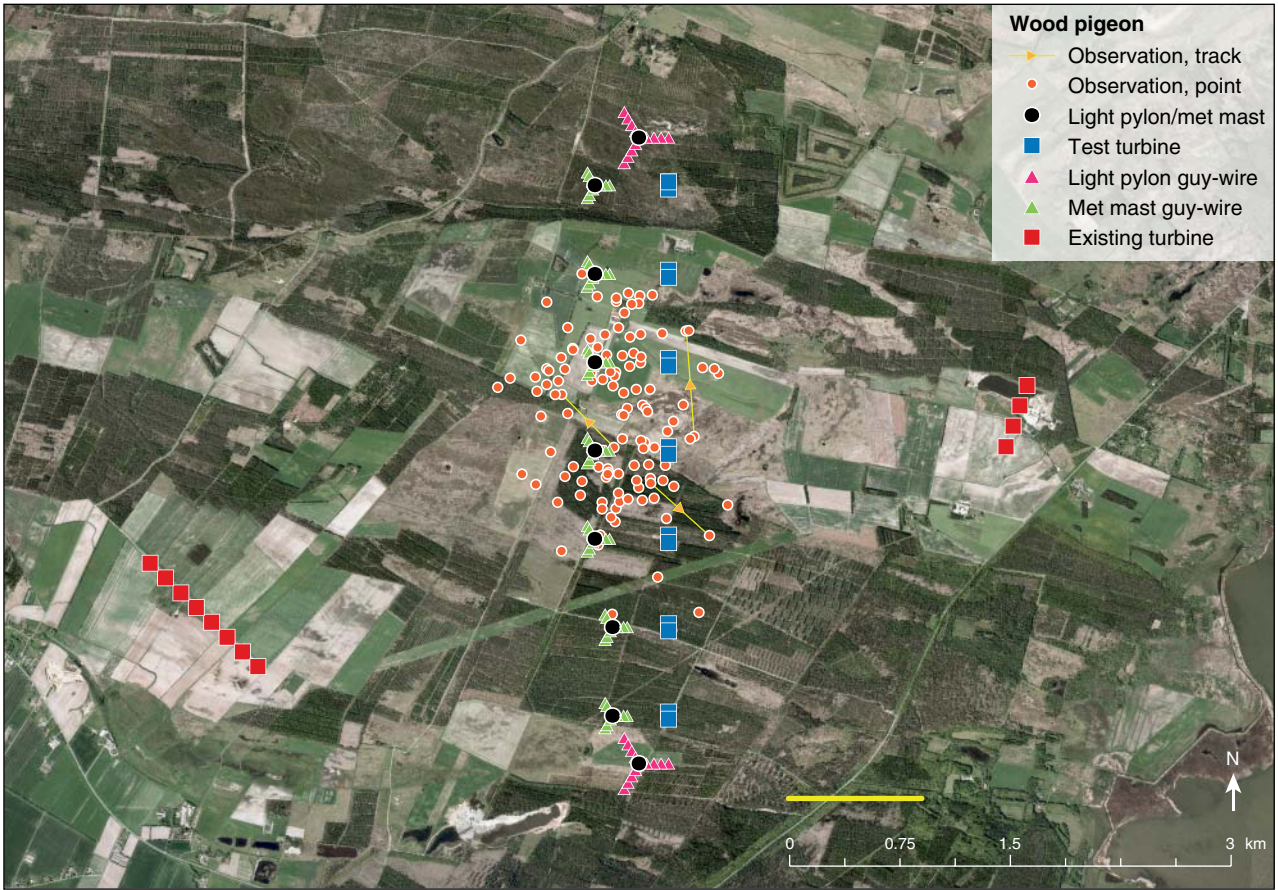 Wood pigeon
Observation, track
Observation, point
Light pylon/met mast
Test turbine
Light pylon guy-wire
Met mast guy-wire
Existing turbine
N
0 0.75 1.5 3 km